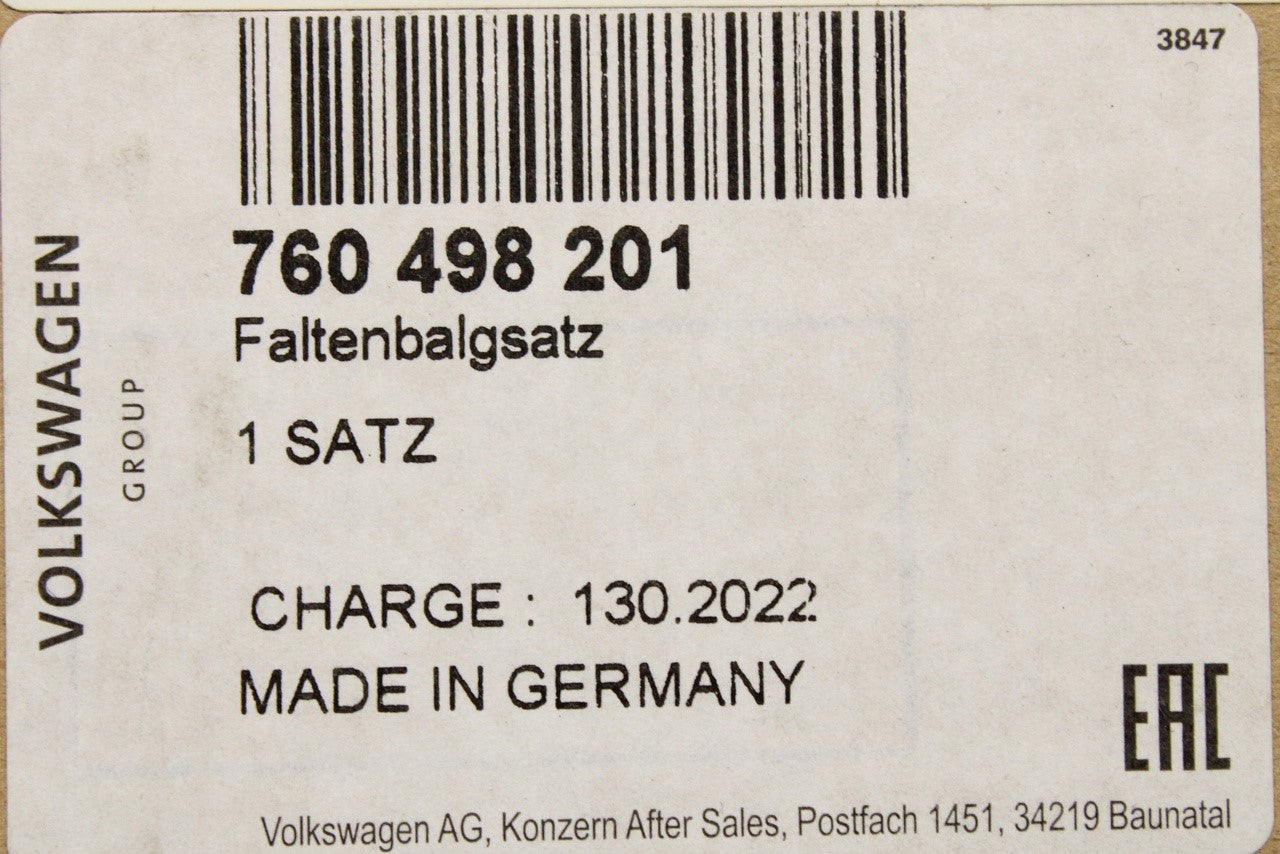 3847
760 498 201
Faltenbalgsatz
1 SATZ
CHARGE : 130.2022
MADE IN GERMANY
VOLKSWAGEN
GROUP
EAC
Volkswagen AG, Konzern After Sales, Postfach 1451, 34219 Baunatal